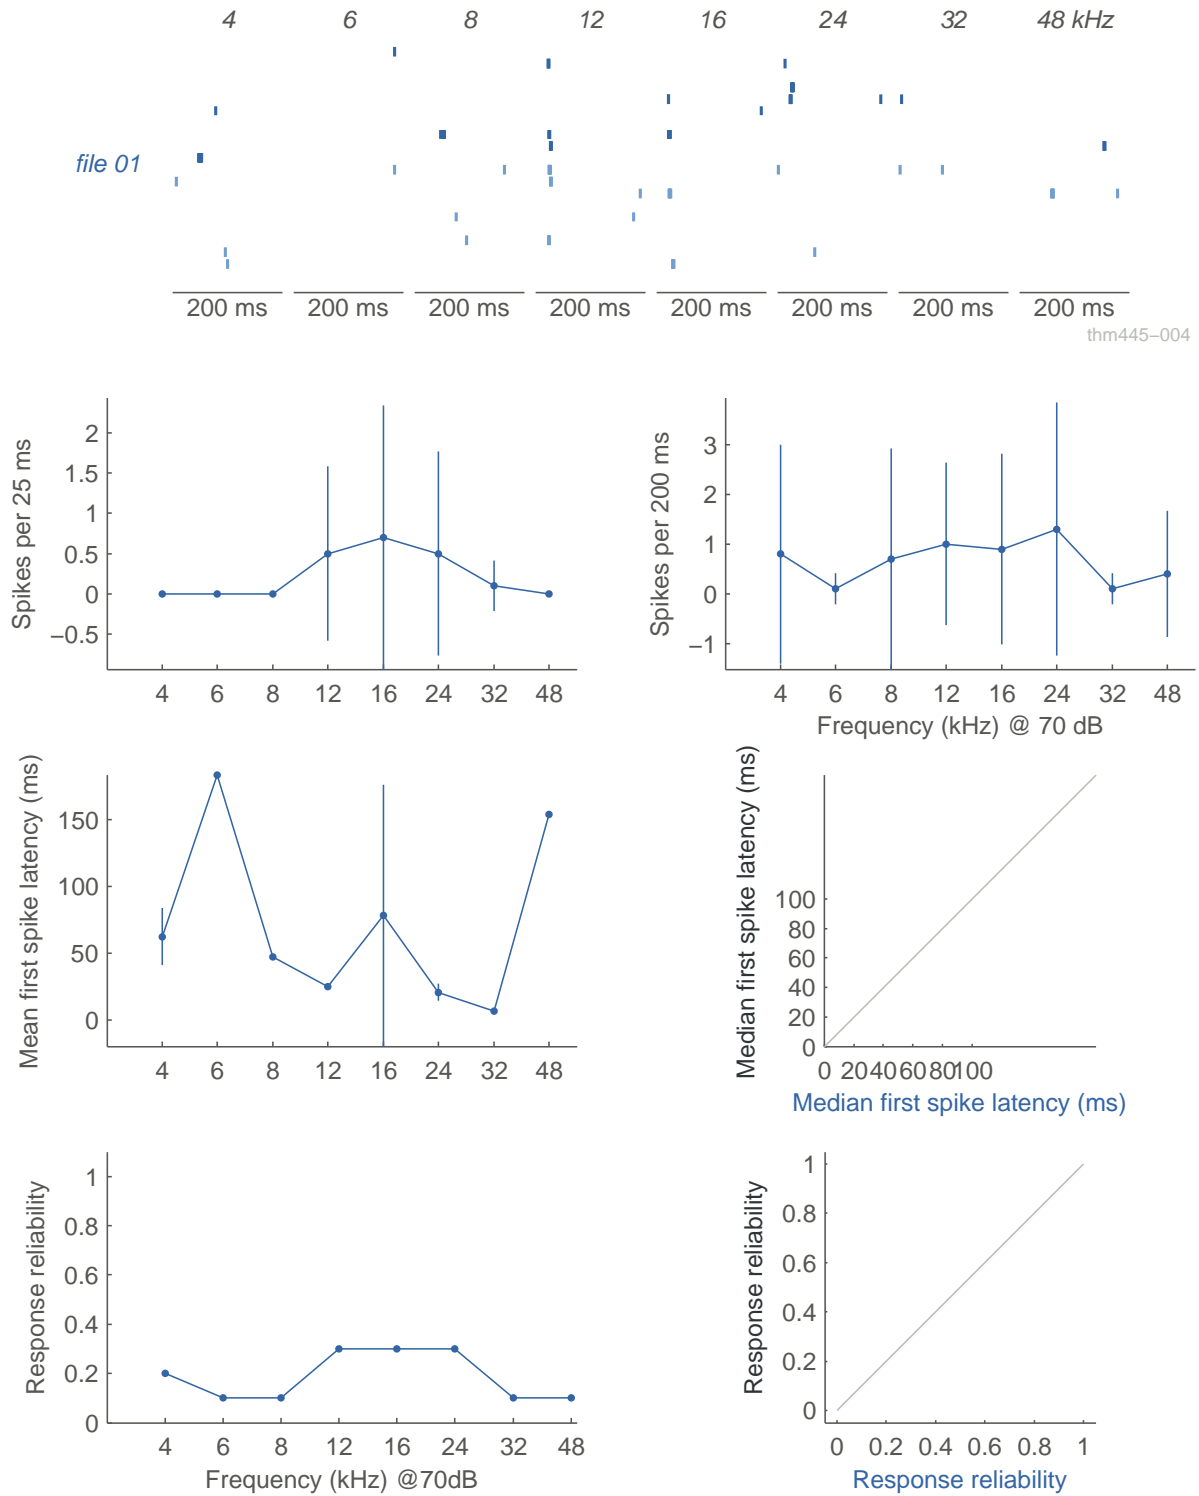 4 6 8 12 16 24 32 48 kHz
file 01
200 ms 200 ms 200 ms 200 ms 200 ms 200 ms 200 ms 200 ms
thm445–004
Spikes per 25 ms
2
1.5
1
0.5
0
–0.5
4 6 8 12 16 24 32 48
Spikes per 200 ms
3
2
1
0
–1
4 6 8 12 16 24 32 48
Frequency (kHz) @ 70 dB
Mean first spike latency (ms)
150
100
50
0
4 6 8 12 16 24 32 48
Median first spike latency (ms)
100
80
60
40
20
0
0 20 40 60 80 100
Median first spike latency (ms)
Response reliability
1
0.8
0.6
0.4
0.2
0
4 6 8 12 16 24 32 48
Frequency (kHz) @70dB
Response reliability
1
0.8
0.6
0.4
0.2
0
0 0.2 0.4 0.6 0.8 1
Response reliability